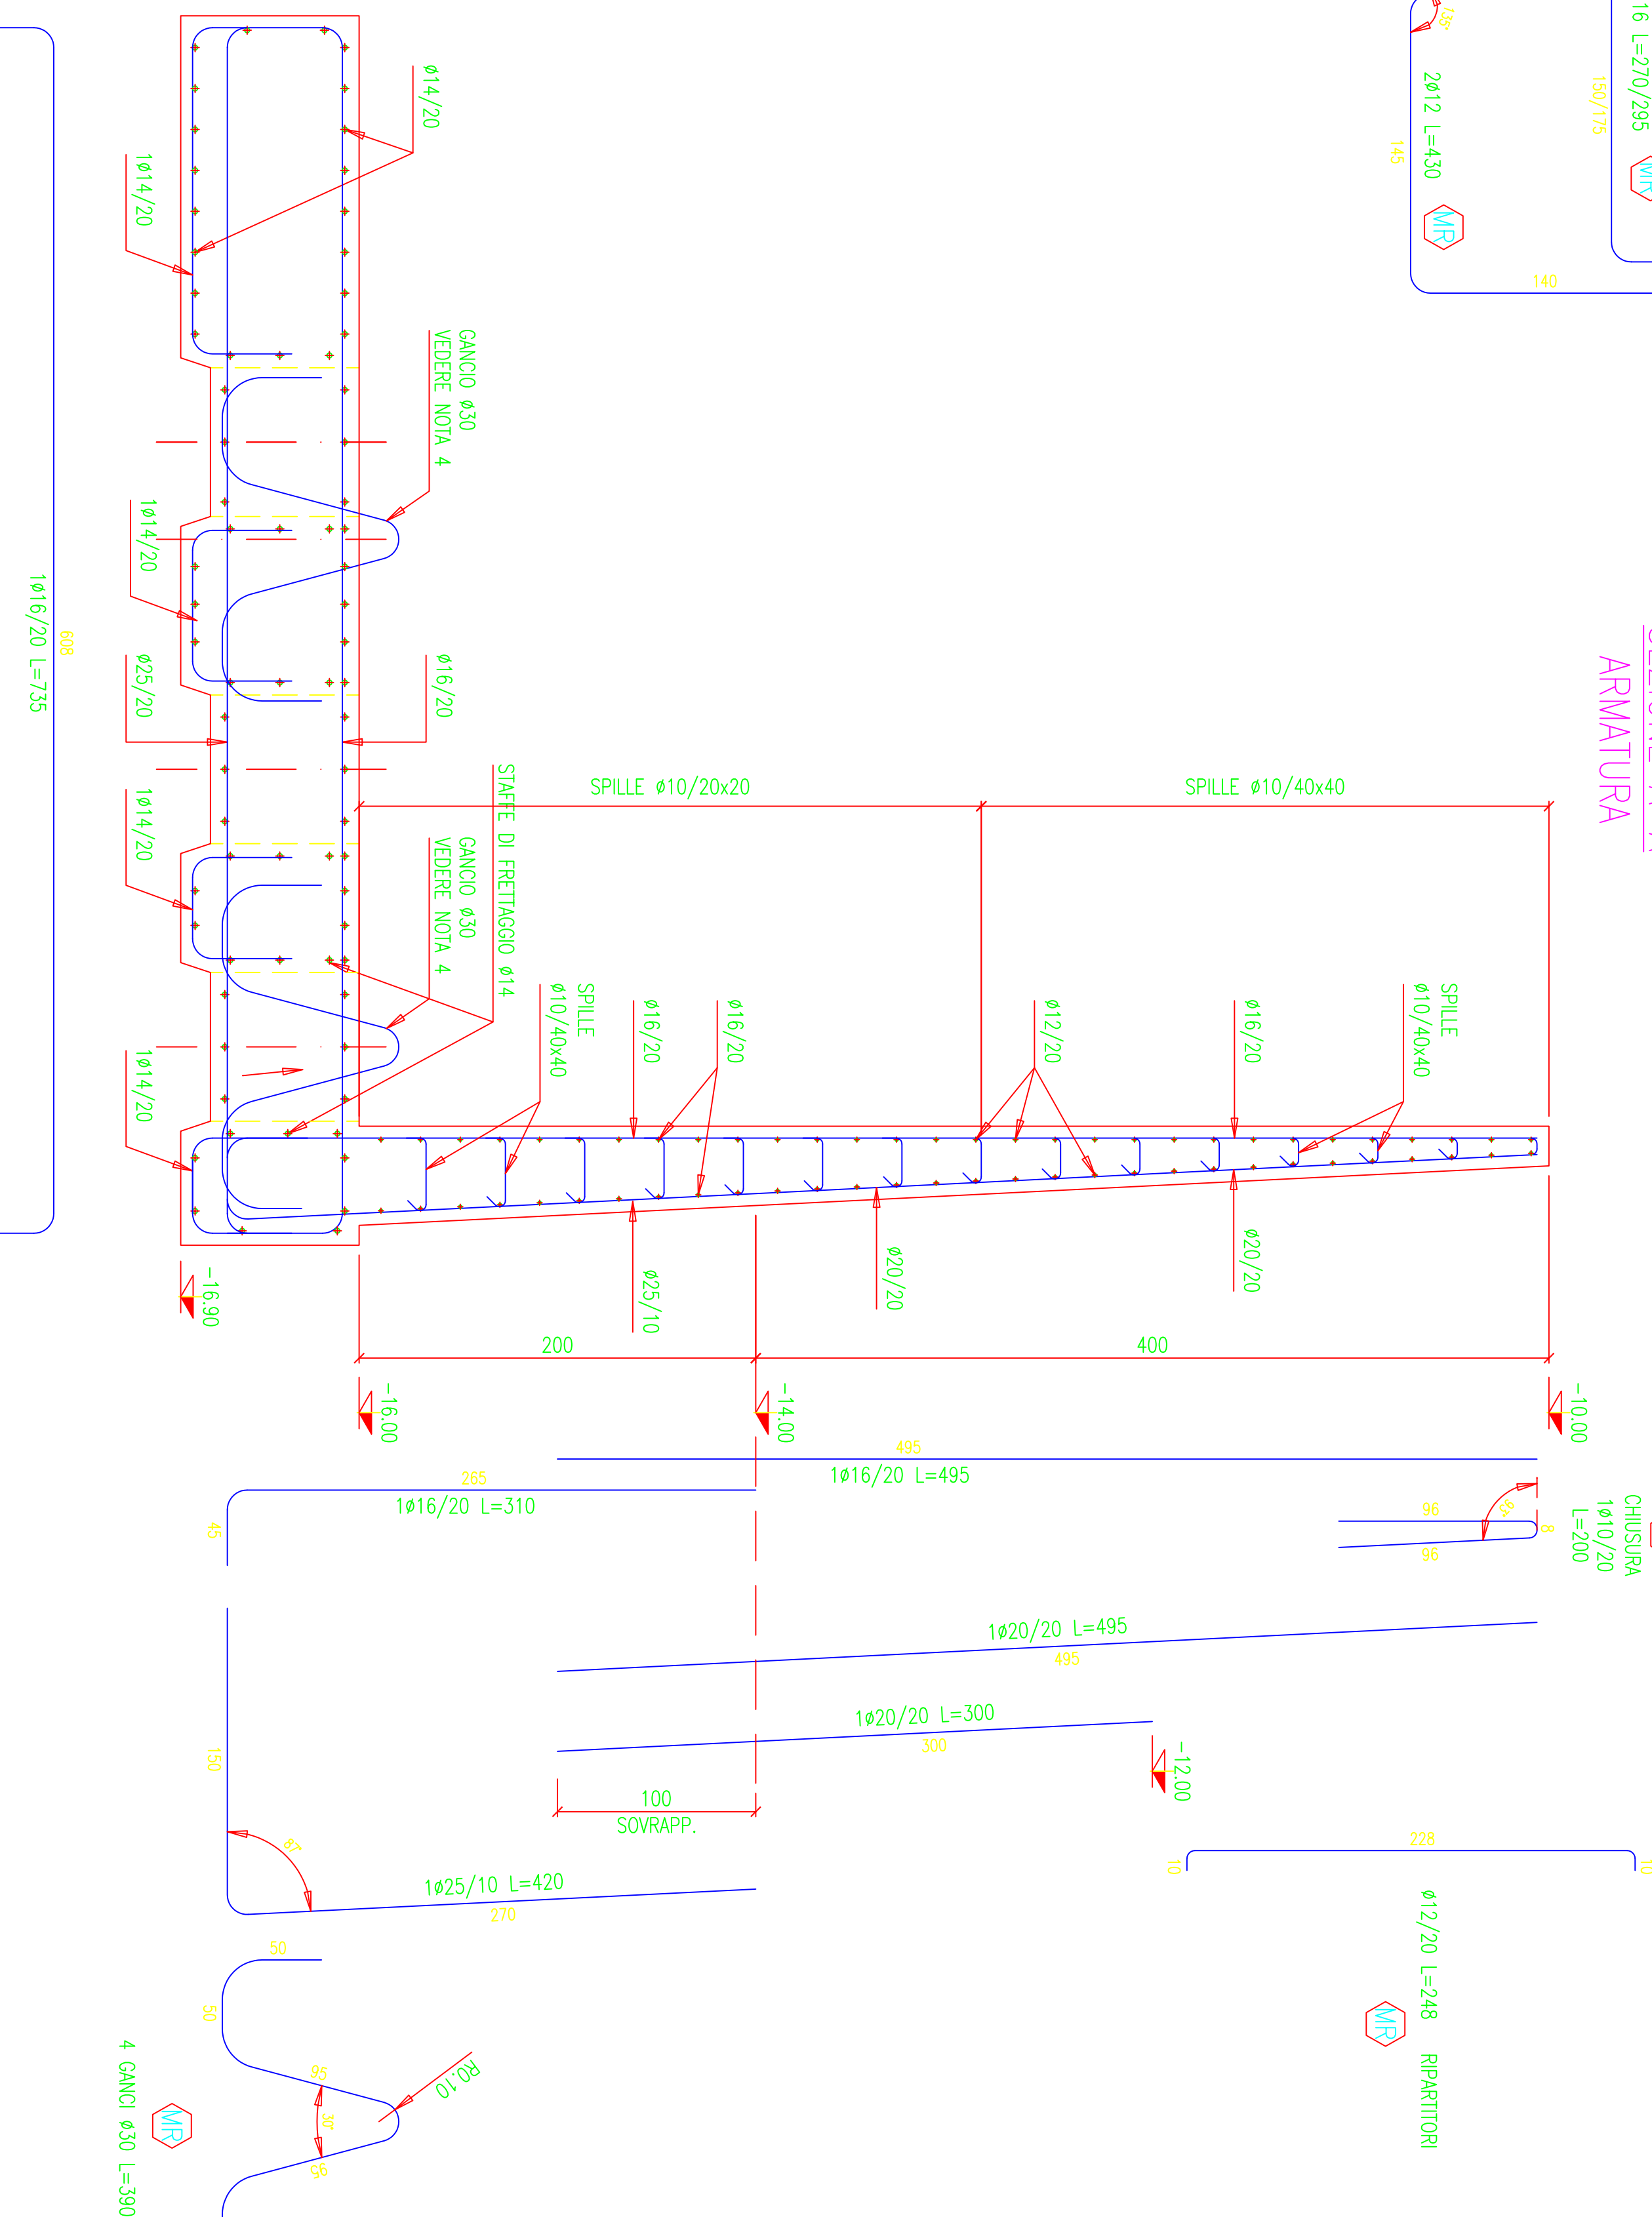 16 L=270/295
MR
150/175
135°
2ø12 L=430
MR
145
140
ARMATURA
ø14/20
1ø14/20
GANCIO ø30
VEDERE NOTA 4
1ø14/20
ø25/20
ø16/20
1ø16/20 L=735
608
SPILLE ø10/20x20
SPILLE ø10/40x40
1ø14/20
STAFFE DI FRETTAGGIO ø14
GANCIO ø30
VEDERE NOTA 4
1ø14/20
SPILLE
ø10/40x40
ø16/20
ø16/20
ø12/20
ø16/20
SPILLE
ø10/40x40
ø25/10
ø20/20
ø20/20
-16.90
200
400
-16.00
-14.00
-10.00
495
1ø16/20 L=495
265
1ø16/20 L=310
45
CHIUSURA
1ø10/20
L=200
96
96
8
1ø20/20 L=495
495
1ø20/20 L=300
300
-12.00
100
SOVRAPP.
150
87
1ø25/10 L=420
270
228
10
10
ø12/20 L=248 RIPARTITORI
MR
50
50
95
30°
95
R0.10
4 GANCI ø30 L=390
MR